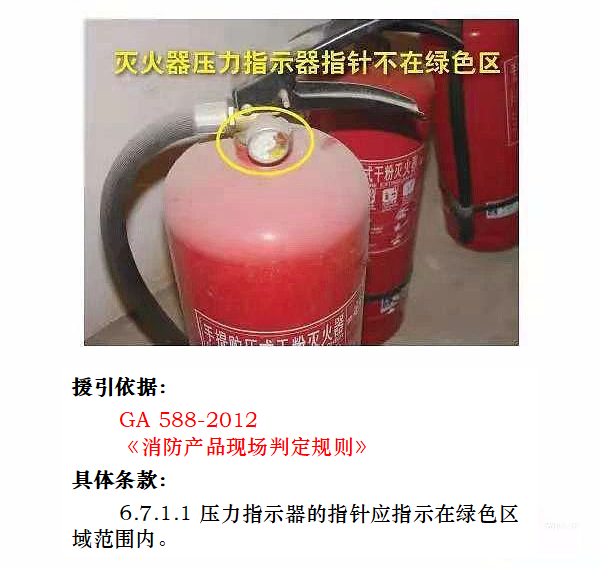 灭火器压力指示器指针不在绿色区
式干粉灭火器
手提贮压式干粉灭火器
援引依据：
GA 588-2012
《消防产品现场判定规则》
具体条款：
6.7.1.1 压力指示器的指针应指示在绿色区
域范围内。